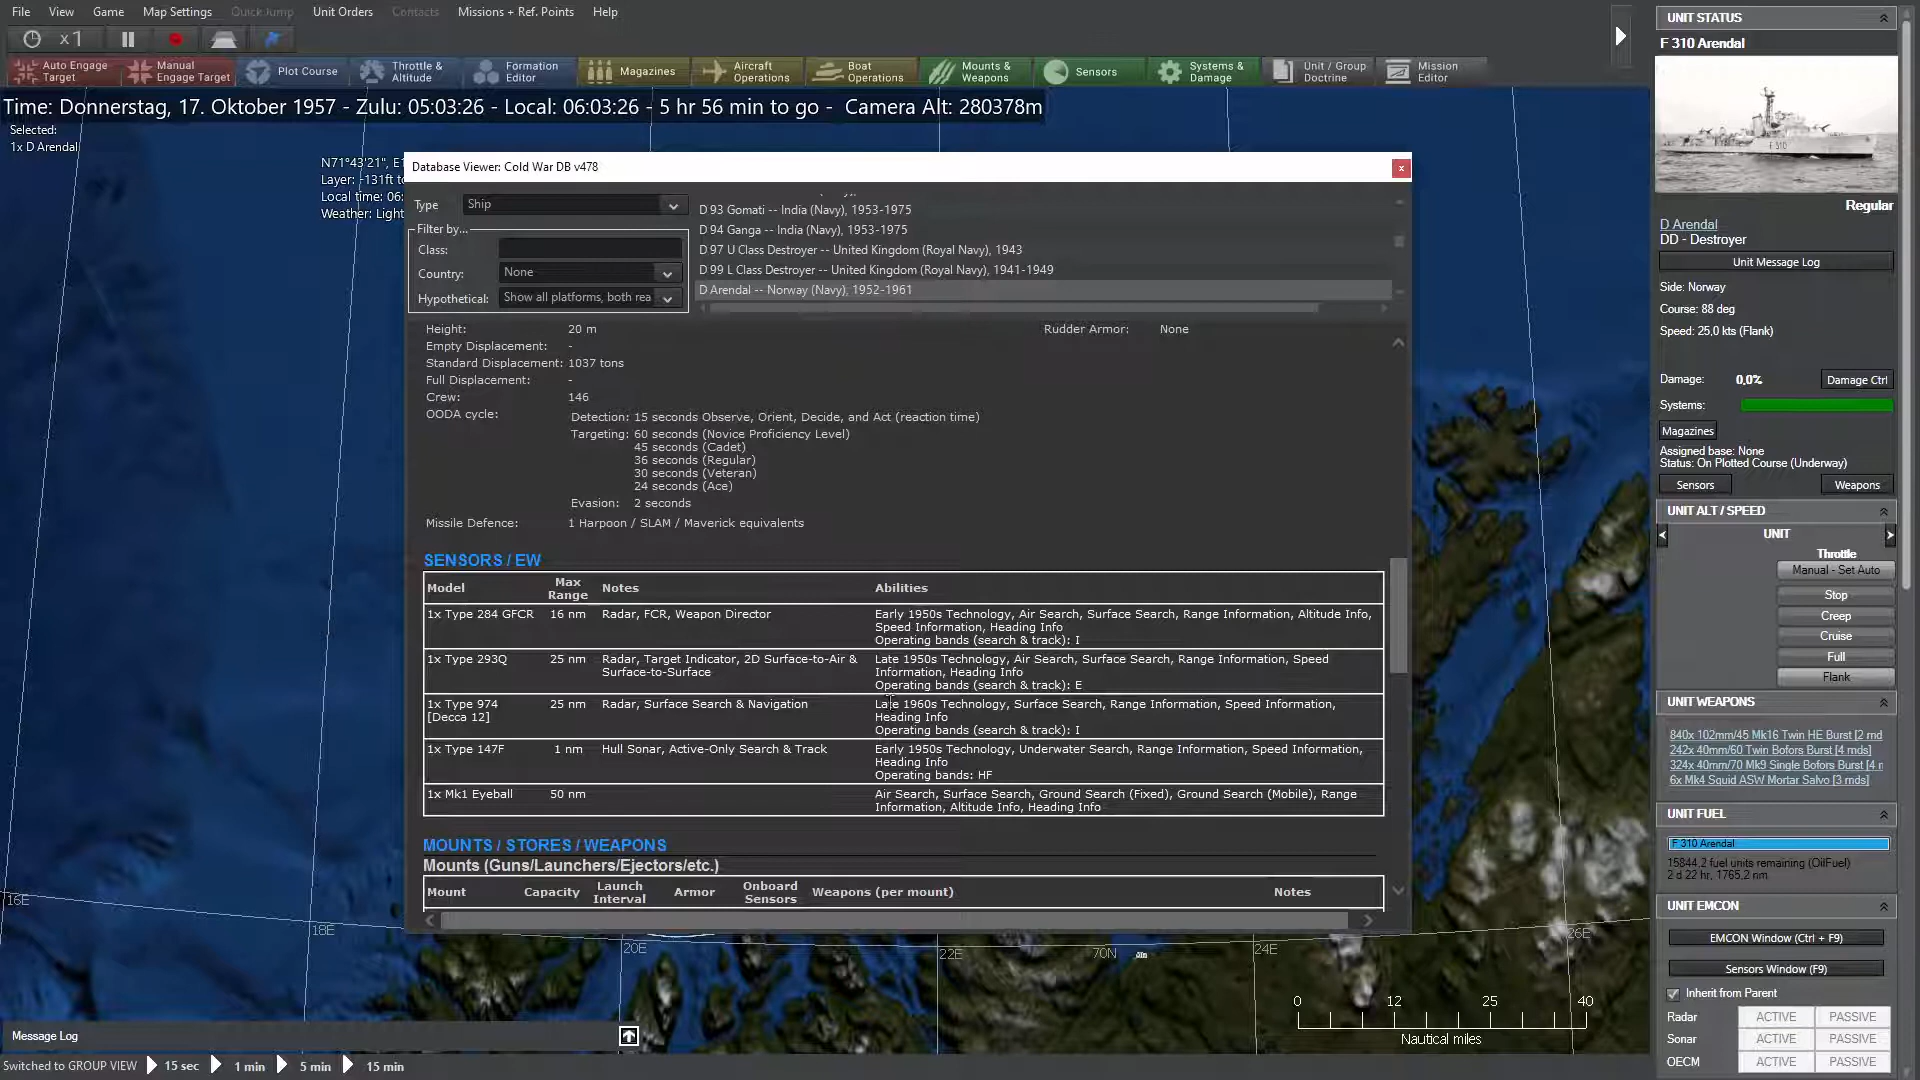 File View Game Map Settings Quick Jump Unit Orders Contacts Missions + Ref. Points Help
x1
Auto Engage Target
Manual Engage Target
Plot Course
Throttle & Altitude
Formation Editor
Magazines
Aircraft Operations
Boat Operations
Mounts & Weapons
Sensors
Systems & Damage
Unit / Group Doctrine
Mission Editor
Time: Donnerstag, 17. Oktober 1957 - Zulu: 05:03:26 - Local: 06:03:26 - 5 hr 56 min to go - Camera Alt: 280378m
Selected:
1x D Arendal
N71°43'21", E1
Layer: -131ft to
Local time: 06:
Weather: Light
Database Viewer: Cold War DB v478
x
Type Ship
Filter by...
Class:
Country: None
Hypothetical: Show all platforms, both rea
D 93 Gomati -- India (Navy), 1953-1975
D 94 Ganga -- India (Navy), 1953-1975
D 97 U Class Destroyer -- United Kingdom (Royal Navy), 1943
D 99 L Class Destroyer -- United Kingdom (Royal Navy), 1941-1949
D Arendal -- Norway (Navy), 1952-1961
Height: 20 m Rudder Armor: None
Empty Displacement: -
Standard Displacement: 1037 tons
Full Displacement: -
Crew: 146
OODA cycle: Detection: 15 seconds Observe, Orient, Decide, and Act (reaction time)
Targeting: 60 seconds (Novice Proficiency Level)
45 seconds (Cadet)
36 seconds (Regular)
30 seconds (Veteran)
24 seconds (Ace)
Evasion: 2 seconds
Missile Defence: 1 Harpoon / SLAM / Maverick equivalents
SENSORS / EW
Model Max Range Notes Abilities
1x Type 284 GFCR 16 nm Radar, FCR, Weapon Director Early 1950s Technology, Air Search, Surface Search, Range Information, Altitude Info,
Speed Information, Heading Info
Operating bands (search & track): I
1x Type 293Q 25 nm Radar, Target Indicator, 2D Surface-to-Air & Late 1950s Technology, Air Search, Surface Search, Range Information, Speed
Surface-to-Surface Information, Heading Info
Operating bands (search & track): E
1x Type 974 25 nm Radar, Surface Search & Navigation Late 1960s Technology, Surface Search, Range Information, Speed Information,
[Decca 12] Heading Info
Operating bands (search & track): I
1x Type 147F 1 nm Hull Sonar, Active-Only Search & Track Early 1950s Technology, Underwater Search, Range Information, Speed Information,
Heading Info
Operating bands: HF
1x Mk1 Eyeball 50 nm Air Search, Surface Search, Ground Search (Fixed), Ground Search (Mobile), Range
Information, Altitude Info, Heading Info
MOUNTS / STORES / WEAPONS
Mounts (Guns/Launchers/Ejectors/etc.)
Mount Capacity Launch Interval Armor Onboard Sensors Weapons (per mount) Notes
16E
18E
20E
22E
70N
24E
26E
0 12 25 40
Nautical miles
Message Log
Switched to GROUP VIEW 15 sec 1 min 5 min 15 min
UNIT STATUS
F 310 Arendal
F 310
Regular
D Arendal
DD - Destroyer
Unit Message Log
Side: Norway
Course: 88 deg
Speed: 25,0 kts (Flank)
Damage: 0,0% Damage Ctrl
Systems:
Magazines
Assigned base: None
Status: On Plotted Course (Underway)
Sensors Weapons
UNIT ALT / SPEED
UNIT
Throttle
Manual - Set Auto
Stop
Creep
Cruise
Full
Flank
UNIT WEAPONS
840x 102mm/45 Mk16 Twin HE Burst [2 rnd
242x 40mm/60 Twin Bofors Burst [4 rnds]
324x 40mm/70 Mk9 Single Bofors Burst [4 r
6x Mk4 Squid ASW Mortar Salvo [3 rnds]
UNIT FUEL
F 310 Arendal
15844,2 fuel units remaining (OilFuel)
2 d 22 hr, 1765,2 nm
UNIT EMCON
EMCON Window (Ctrl + F9)
Sensors Window (F9)
Inherit from Parent
Radar ACTIVE PASSIVE
Sonar ACTIVE PASSIVE
OECM ACTIVE PASSIVE